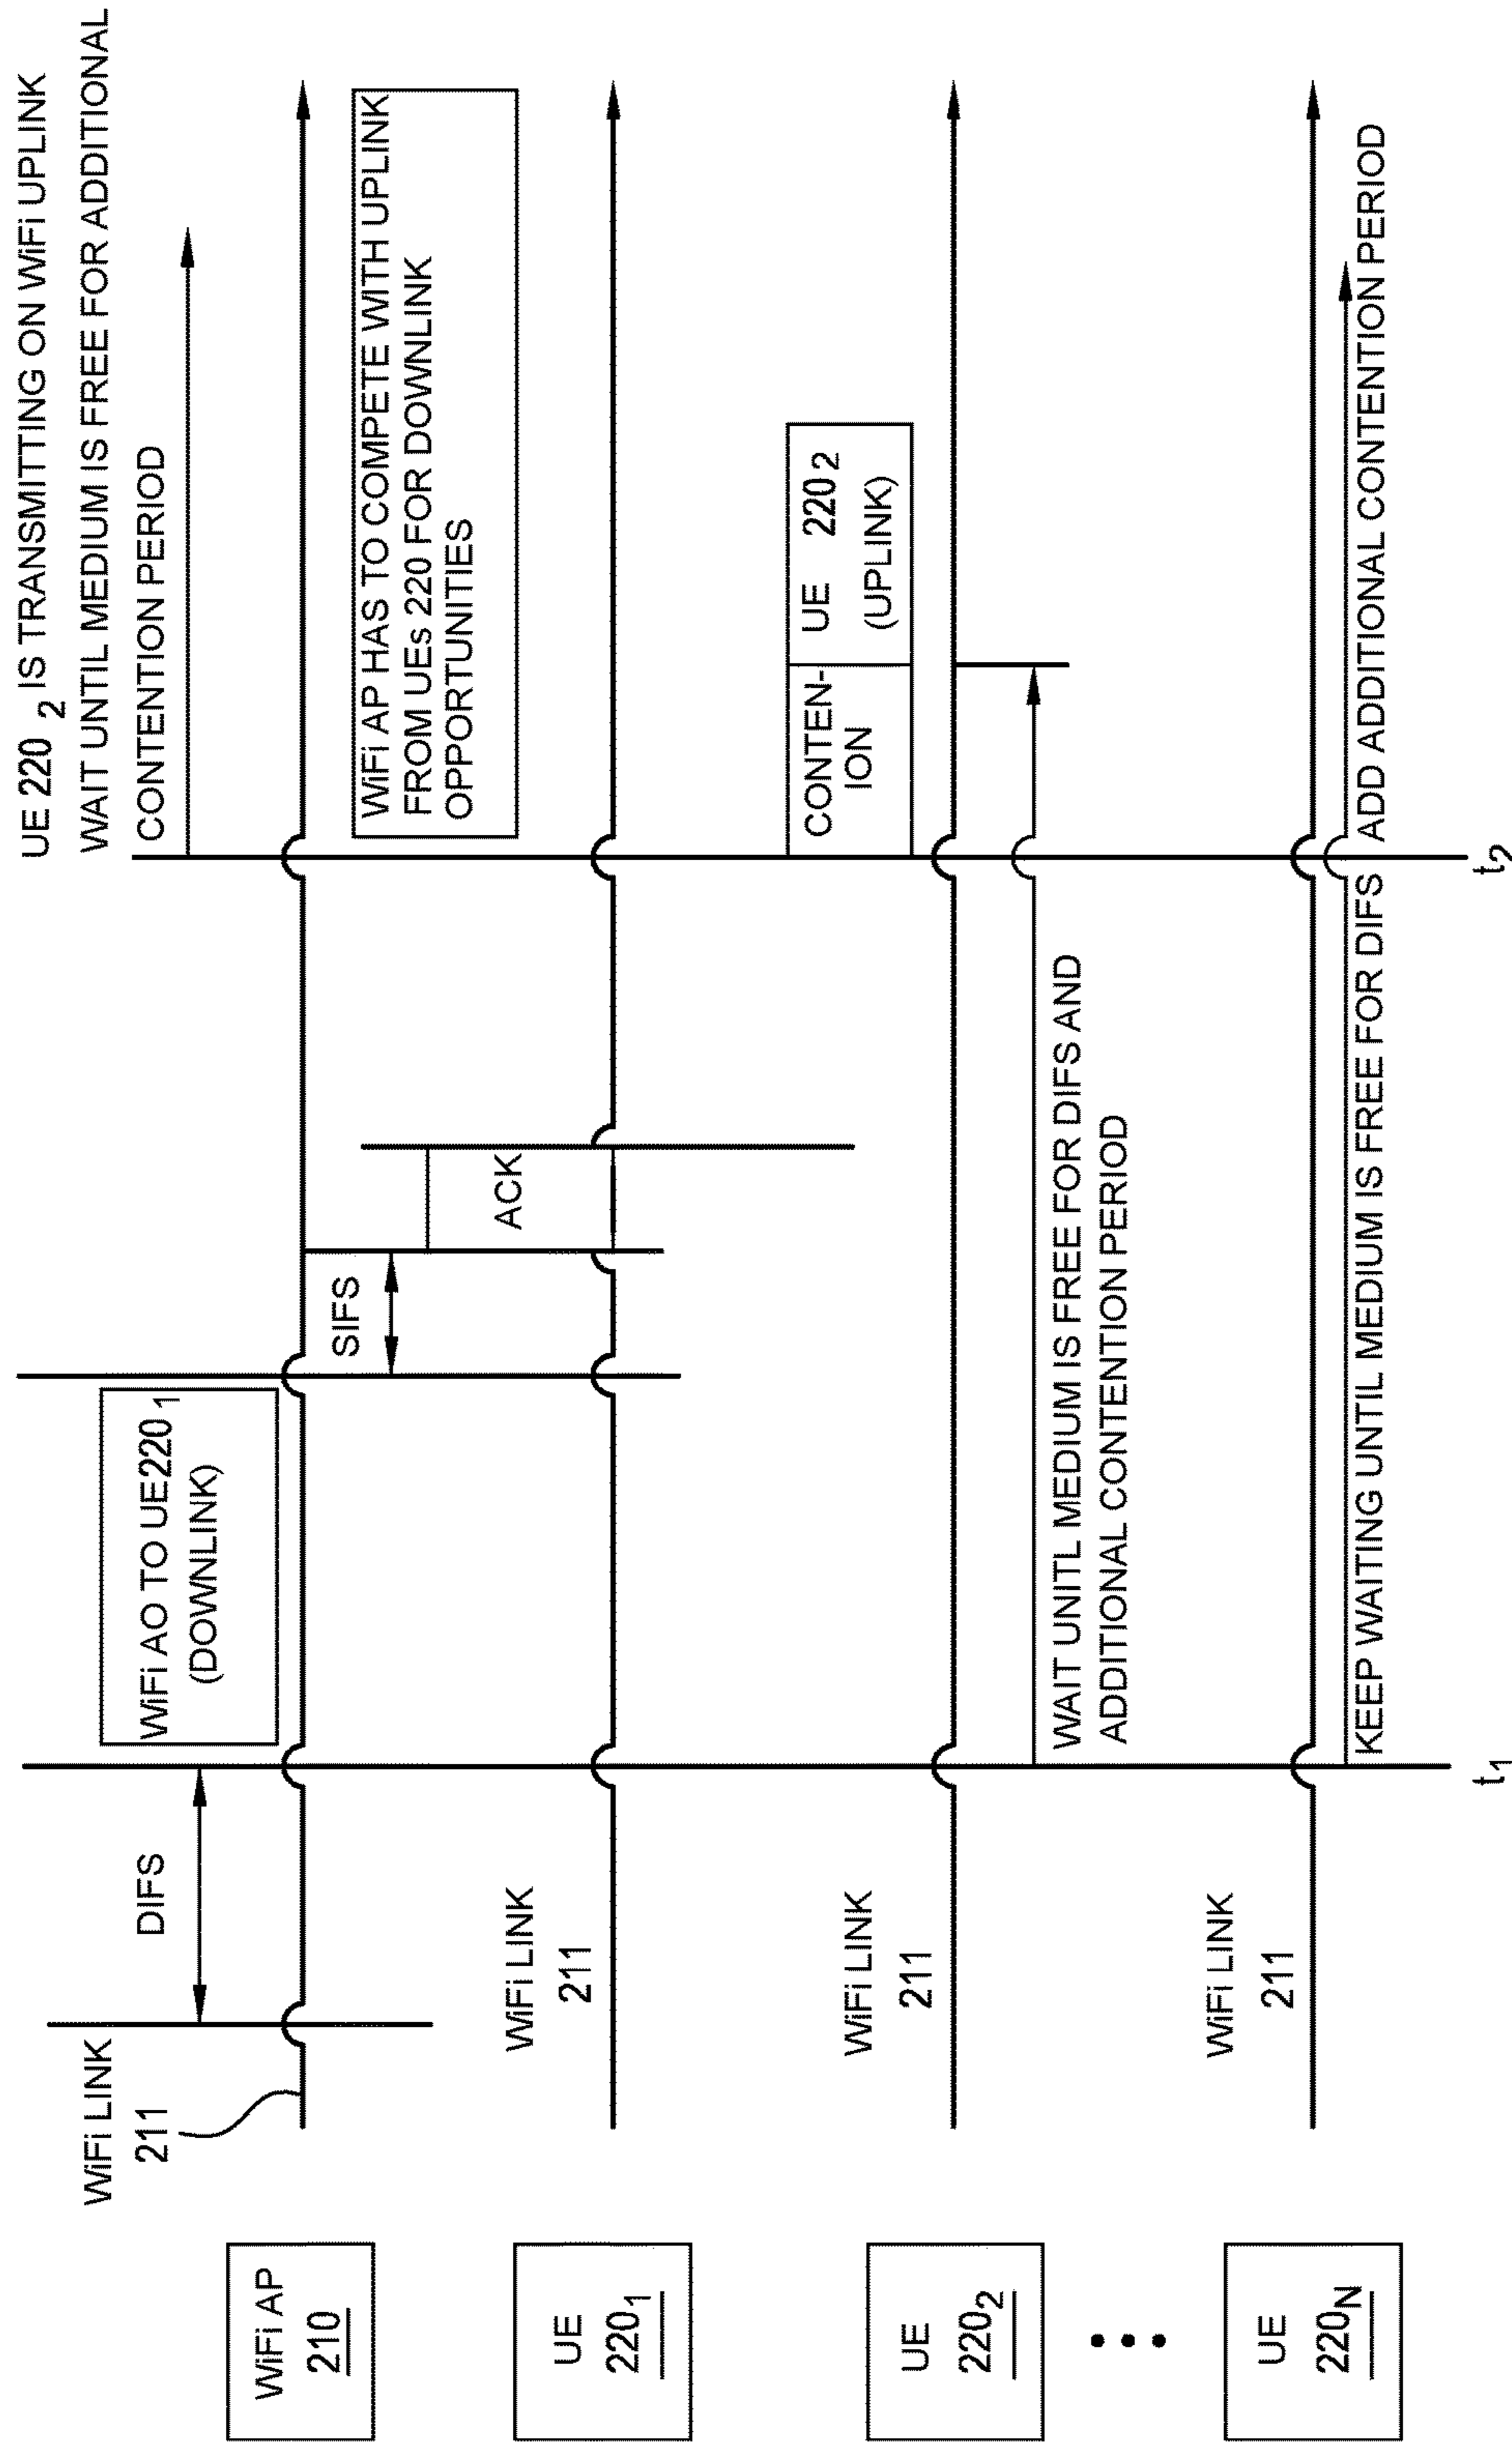 UE 220 2 IS TRANSMITTING ON WiFi UPLINK
WAIT UNTIL MEDIUM IS FREE FOR ADDITIONAL
CONTENTION PERIOD
WiFi LINK
211
DIFS
WiFi AO TO UE220 1
(DOWNLINK)
WiFi AP
210
SIFS
ACK
WiFi AP HAS TO COMPETE WITH UPLINK
FROM UEs 220 FOR DOWNLINK
OPPORTUNITIES
UE
220 1
WiFi LINK
211
UE
220 2
WiFi LINK
211
CONTEN-
ION
UE 220 2
(UPLINK)
WAIT UNITL MEDIUM IS FREE FOR DIFS AND
ADDITIONAL CONTENTION PERIOD
UE
220 N
WiFi LINK
211
KEEP WAITING UNTIL MEDIUM IS FREE FOR DIFS ADD ADDITIONAL CONTENTION PERIOD
t1
t2